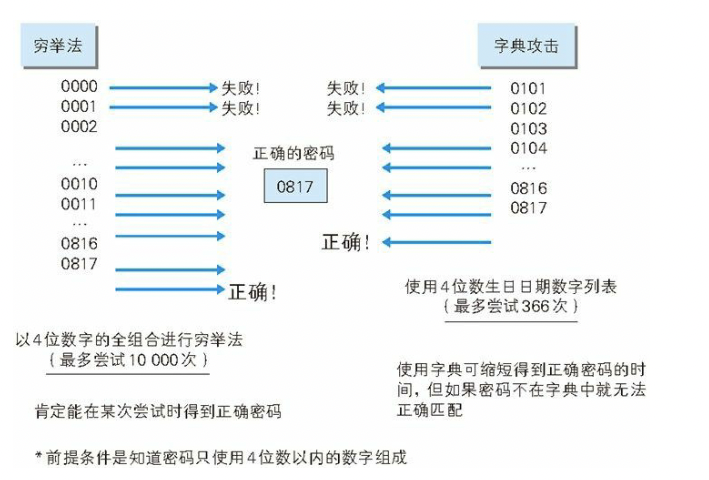 穷举法
0000
0001
0002
...
0010
0011
...
0816
0817
失败!
失败!
正确!
正确的密码
0817
字典攻击
失败!
失败!
0101
0102
0103
0104
...
0816
0817
正确!
以4位数字的全组合进行穷举法
(最多尝试10 000次)
肯定能在某次尝试时得到正确密码
使用4位数生日日期数字列表
(最多尝试366次)
使用字典可缩短得到正确密码的时
间,但如果密码不在字典中就无法
正确匹配
*前提条件是知道密码只使用4位数以内的数字组成